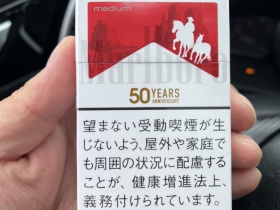 medium
Marlboro
50 YEARS
ANNIVERSARY
望まない受動喫煙が生
じないよう、屋外や家庭で
も周囲の状況に配慮する
ことが、健康増進法上、
義務付けられています。